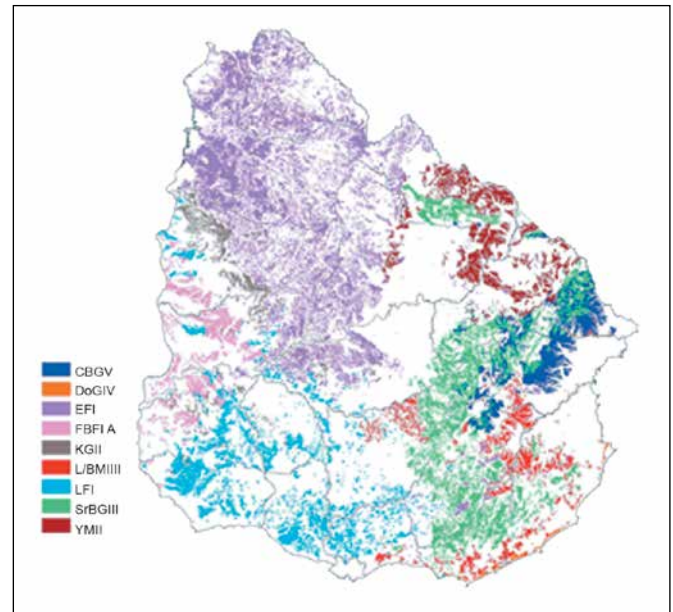 CBGV
DoGIV
EFI
FBFI A
KGII
L/BMIIII
LFI
SrBGIII
YMII